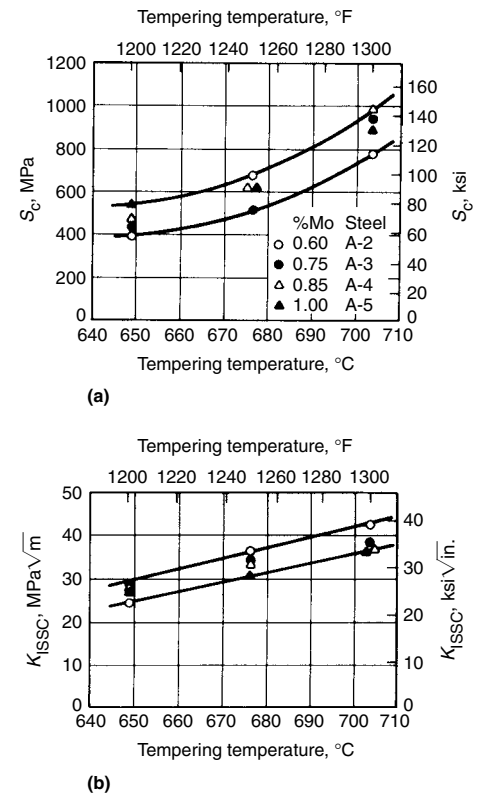 Tempering temperature, °F
1200 1220 1240 1260 1280 1300
1200
1000
800
600
400
200
0
S_c, MPa
160
140
120
100
80
60
40
20
0
S_c, ksi
%Mo Steel
0.60 A-2
0.75 A-3
0.85 A-4
1.00 A-5
640 650 660 670 680 690 700 710
Tempering temperature, °C
(a)
Tempering temperature, °F
1200 1220 1240 1260 1280 1300
50
40
30
20
10
0
K_ISSC, MPa√m
40
30
20
10
0
K_ISSC, ksi√in.
640 650 660 670 680 690 700 710
Tempering temperature, °C
(b)